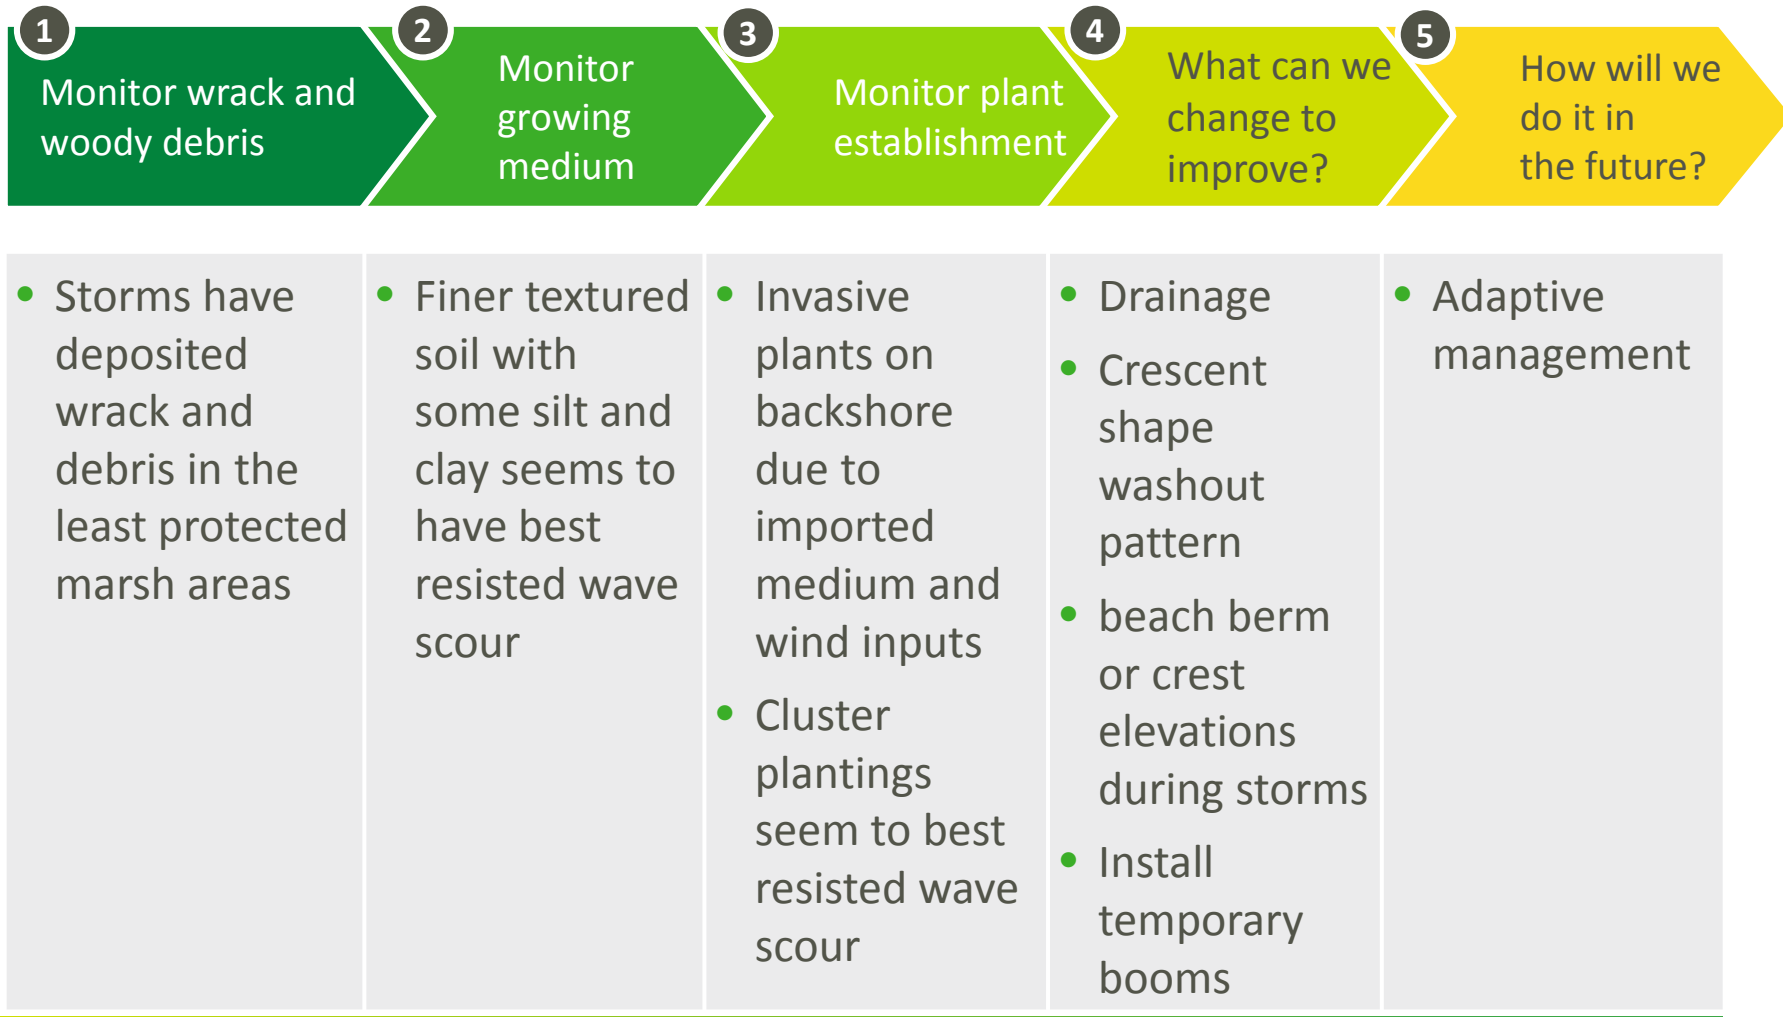 1
Monitor wrack and
woody debris
2
Monitor
growing
medium
3
Monitor plant
establishment
4
What can we
change to
improve?
5
How will we
do it in
the future?
• Storms have
deposited
wrack and
debris in the
least protected
marsh areas
• Finer textured
soil with
some silt and
clay seems to
have best
resisted wave
scour
• Invasive
plants on
backshore
due to
imported
medium and
wind inputs
• Cluster
plantings
seem to best
resisted wave
scour
• Drainage
• Crescent
shape
washout
pattern
• beach berm
or crest
elevations
during storms
• Install
temporary
booms
• Adaptive
management